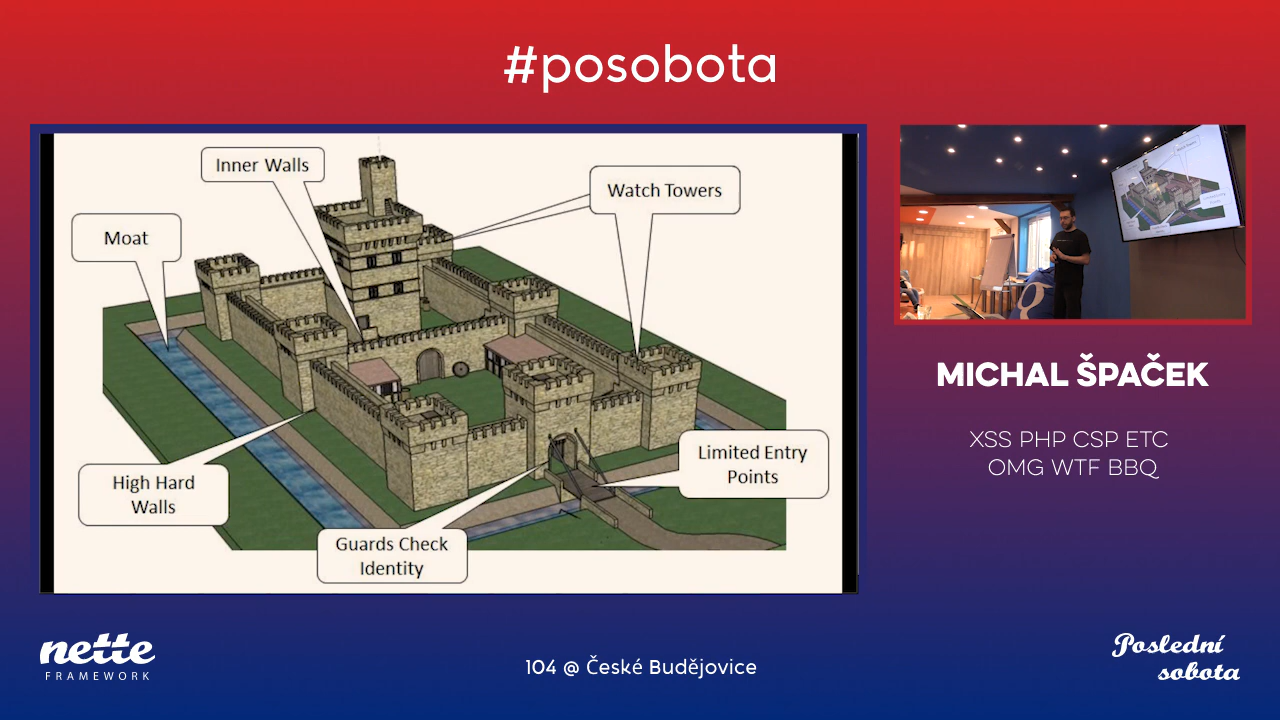 #posobota
Inner Walls
Watch Towers
Moat
Limited Entry
Points
High Hard
Walls
Guards Check
Identity
MICHAL ŠPAČEK
XSS PHP CSP ETC
OMG WTF BBQ
nette
FRAMEWORK
104 @ České Budějovice
Poslední
sobota